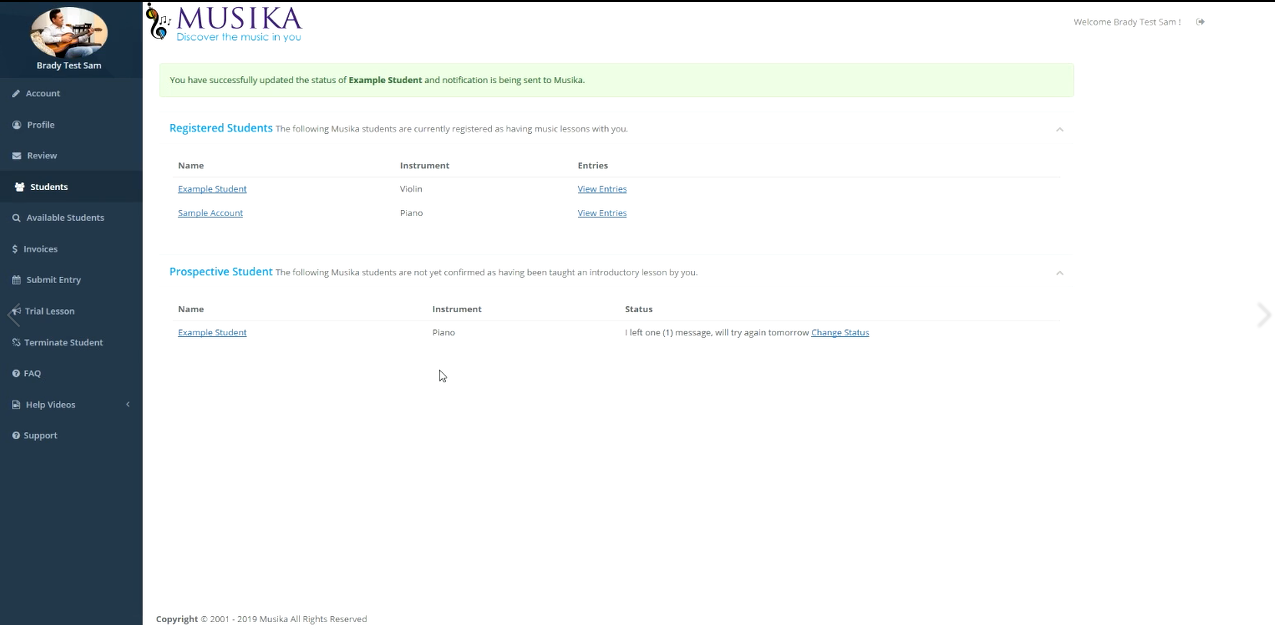 MUSIKA
Discover the music in you
Welcome Brady Test Sam !
Brady Test Sam
Account
Profile
Review
Students
Available Students
Invoices
Submit Entry
Trial Lesson
Terminate Student
FAQ
Help Videos
Support
You have successfully updated the status of Example Student and notification is being sent to Musika.
Registered Students The following Musika students are currently registered as having music lessons with you.
Name Instrument Entries
Example Student Violin View Entries
Sample Account Piano View Entries
Prospective Student The following Musika students are not yet confirmed as having been taught an introductory lesson by you.
Name Instrument Status
Example Student Piano I left one (1) message, will try again tomorrow Change Status
Copyright © 2001 - 2019 Musika All Rights Reserved